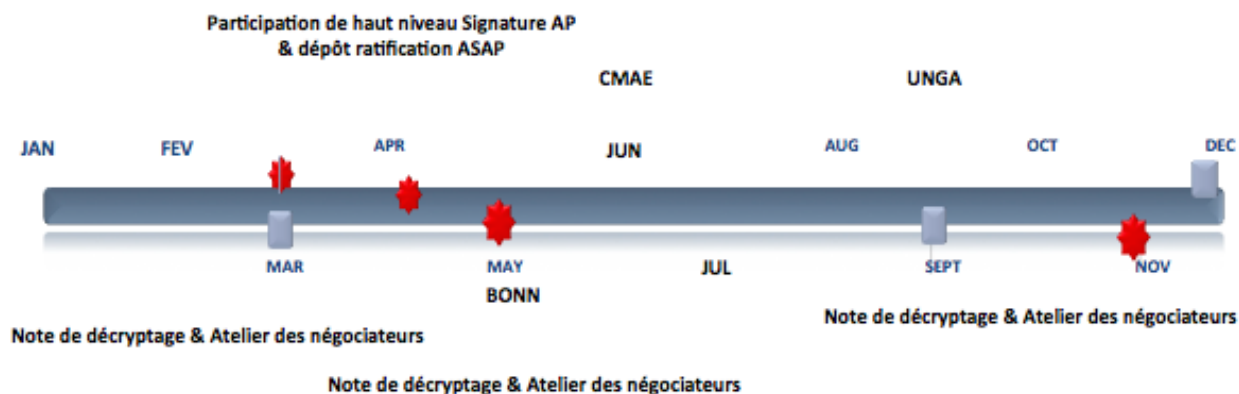 Participation de haut niveau Signature AP
& dépôt ratification ASAP
CMAE
UNGA
JAN
FEV
APR
JUN
AUG
OCT
DEC
MAR
MAY
JUL
SEPT
NOV
BONN
Note de décryptage & Atelier des négociateurs
Note de décryptage & Atelier des négociateurs
Note de décryptage & Atelier des négociateurs